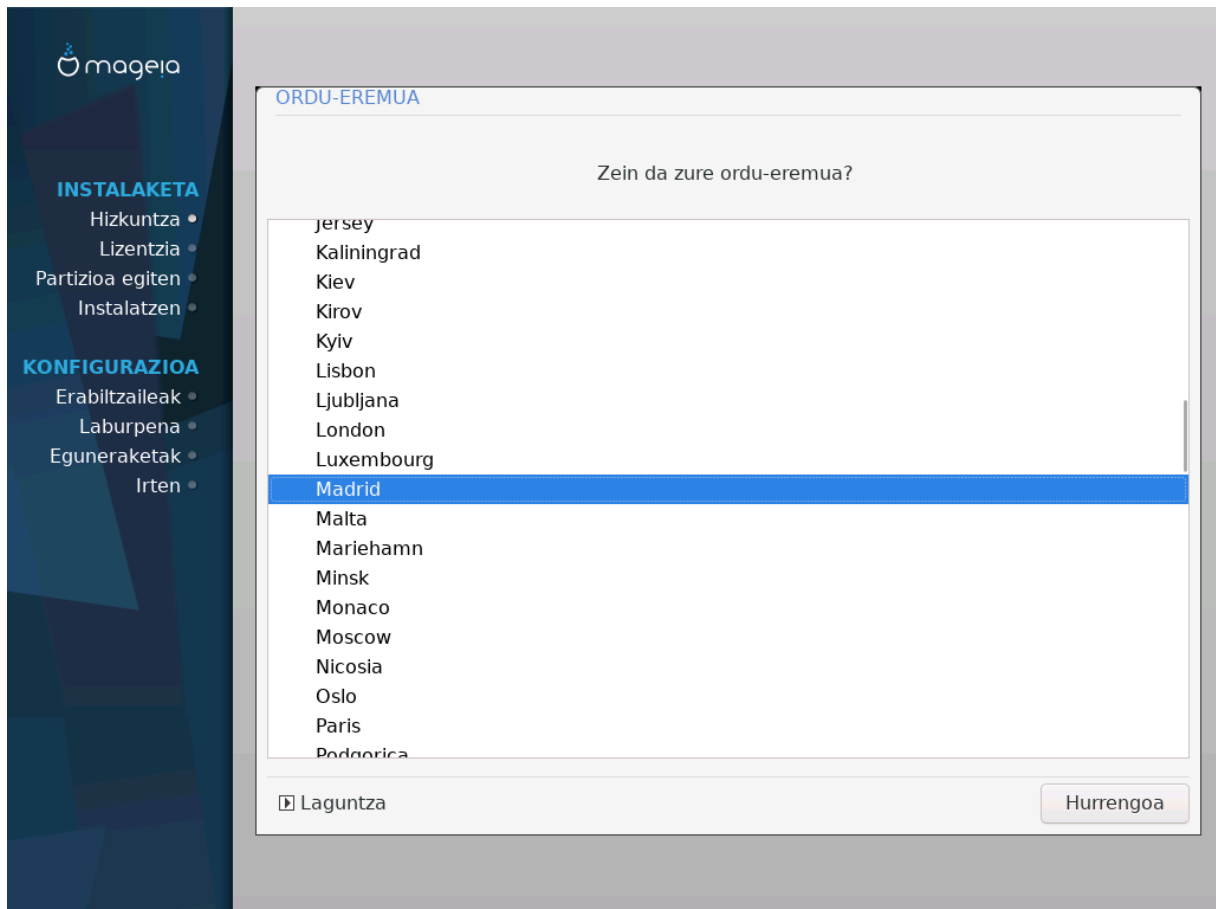 mageia
INSTALAKETA
Hizkuntza
Lizentzia
Partizioa egiten
Instalatzen
KONFIGURAZIOA
Erabiltzaileak
Laburpena
Eguneraketak
Irten
ORDU-EREMUA
Zein da zure ordu-eremua?
Jersey
Kaliningrad
Kiev
Kirov
Kyiv
Lisbon
Ljubljana
London
Luxembourg
Madrid
Malta
Mariehamn
Minsk
Monaco
Moscow
Nicosia
Oslo
Paris
Podgorica
Laguntza
Hurrengoa